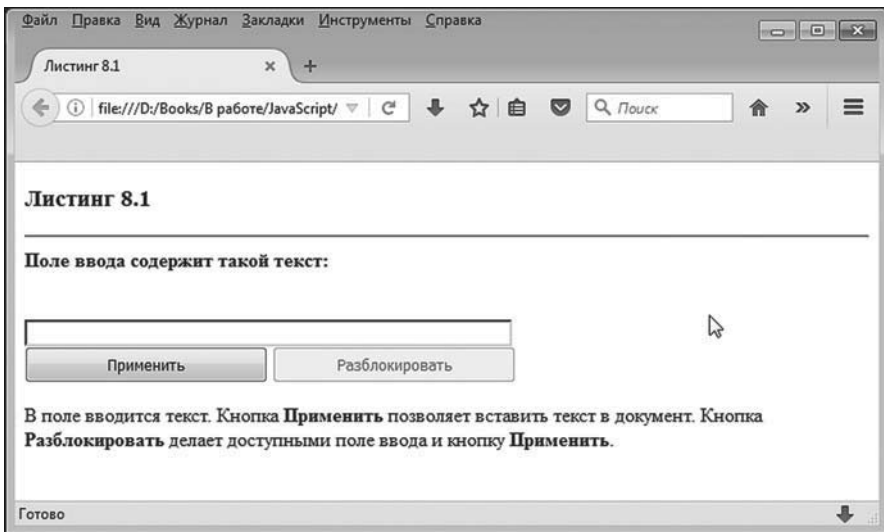 Файл Правка Вид Журнал Закладки Инструменты Справка
Листинг 8.1
file:///D:/Books/В работе/JavaScript/
Поиск
Листинг 8.1
Поле ввода содержит такой текст:
Применить Разблокировать
В поле вводится текст. Кнопка Применить позволяет вставить текст в документ. Кнопка
Разблокировать делает доступными поле ввода и кнопку Применить.
Готово